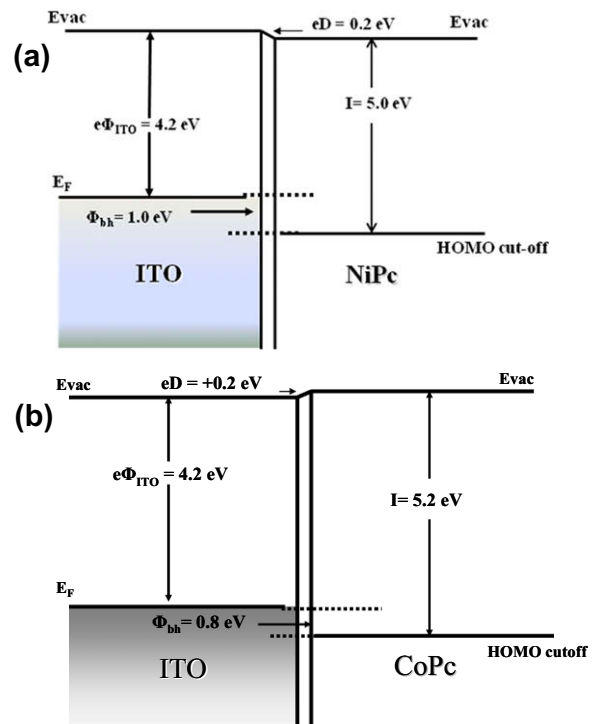 (a)
Evac
eD = 0.2 eV
Evac
I= 5.0 eV
eΦITO = 4.2 eV
EF
Φbh= 1.0 eV
HOMO cut-off
ITO
NiPc
(b)
Evac
eD = +0.2 eV
Evac
eΦITO = 4.2 eV
I= 5.2 eV
EF
Φbh= 0.8 eV
HOMO cutoff
ITO
CoPc